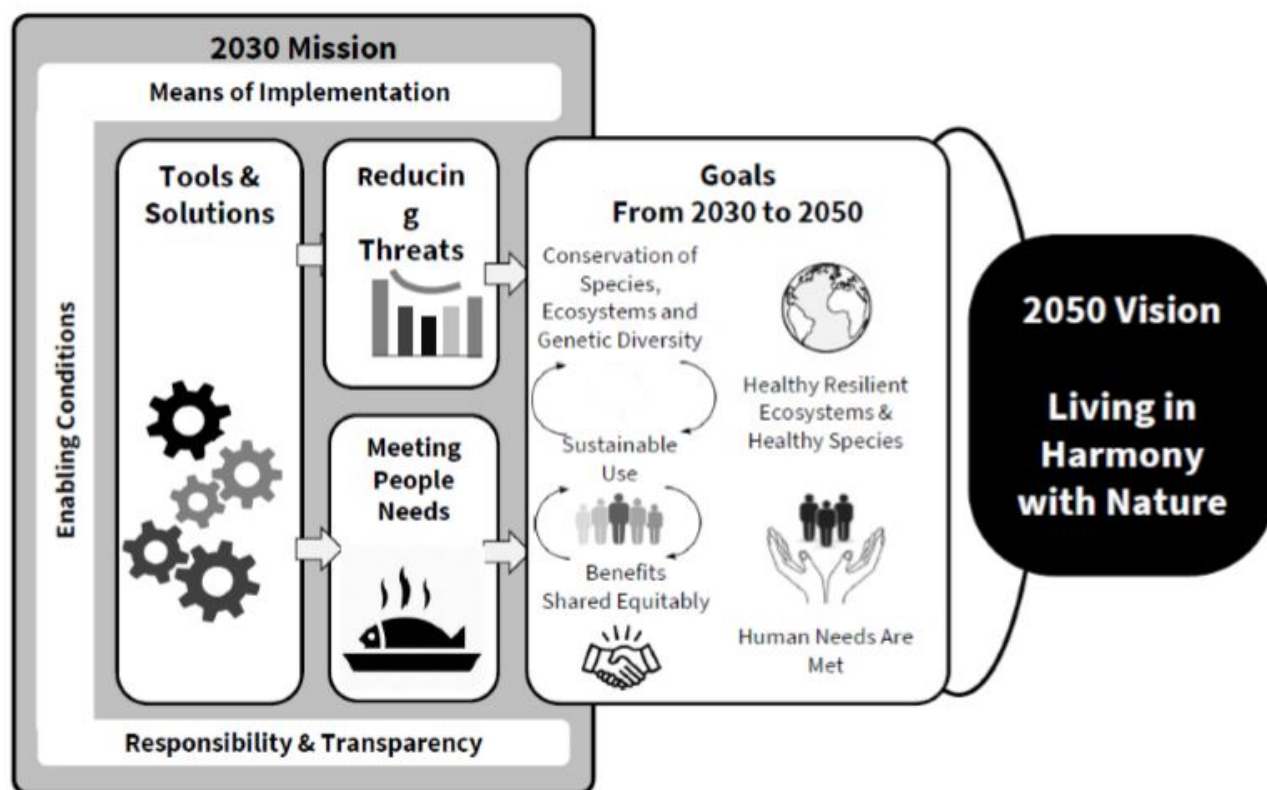 2030 Mission
Means of Implementation
Enabling Conditions
Tools &
Solutions
Reducin
g
Threats
Meeting
People
Needs
Goals
From 2030 to 2050
Conservation of
Species,
Ecosystems and
Genetic Diversity
Sustainable
Use
Benefits
Shared Equitably
Healthy Resilient
Ecosystems &
Healthy Species
Human Needs Are
Met
2050 Vision
Living in
Harmony
with Nature
Responsibility & Transparency